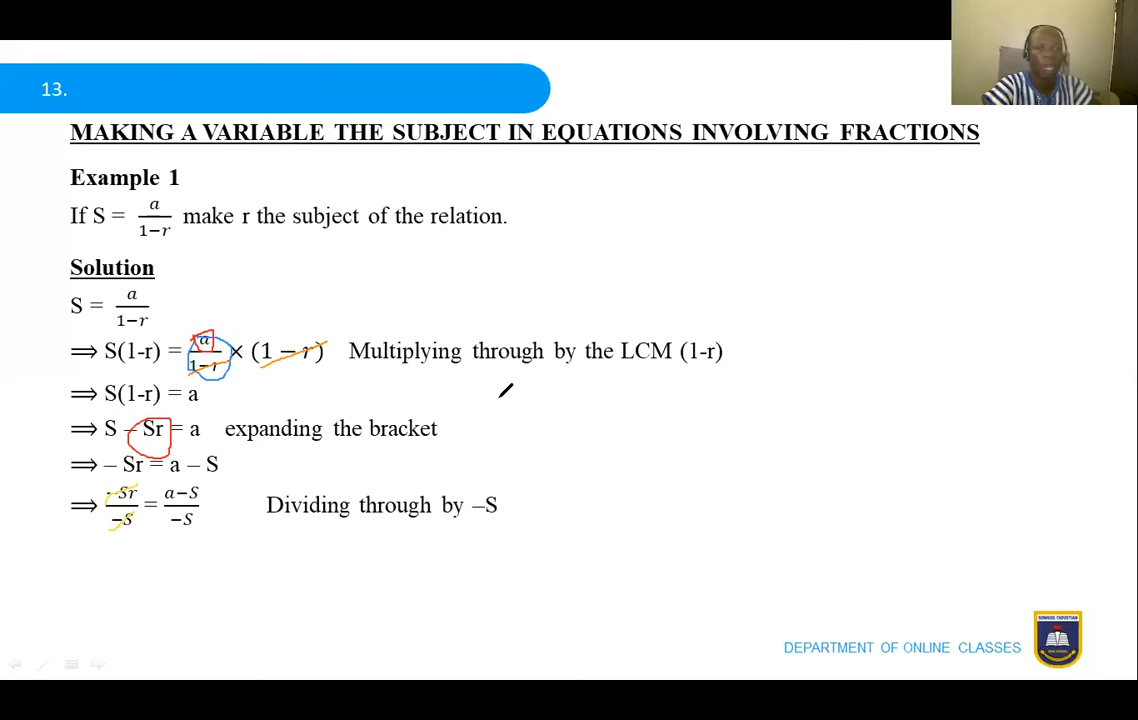 13.
MAKING A VARIABLE THE SUBJECT IN EQUATIONS INVOLVING FRACTIONS
Example 1
If S = a/(1−r) make r the subject of the relation.
Solution
S = a/(1−r)
⟹ S(1-r) = a/(1−r) × (1 − r) Multiplying through by the LCM (1-r)
⟹ S(1-r) = a
⟹ S – Sr = a expanding the bracket
⟹ – Sr = a – S
⟹ −Sr/−S = (a−S)/−S Dividing through by –S
DEPARTMENT OF ONLINE CLASSES